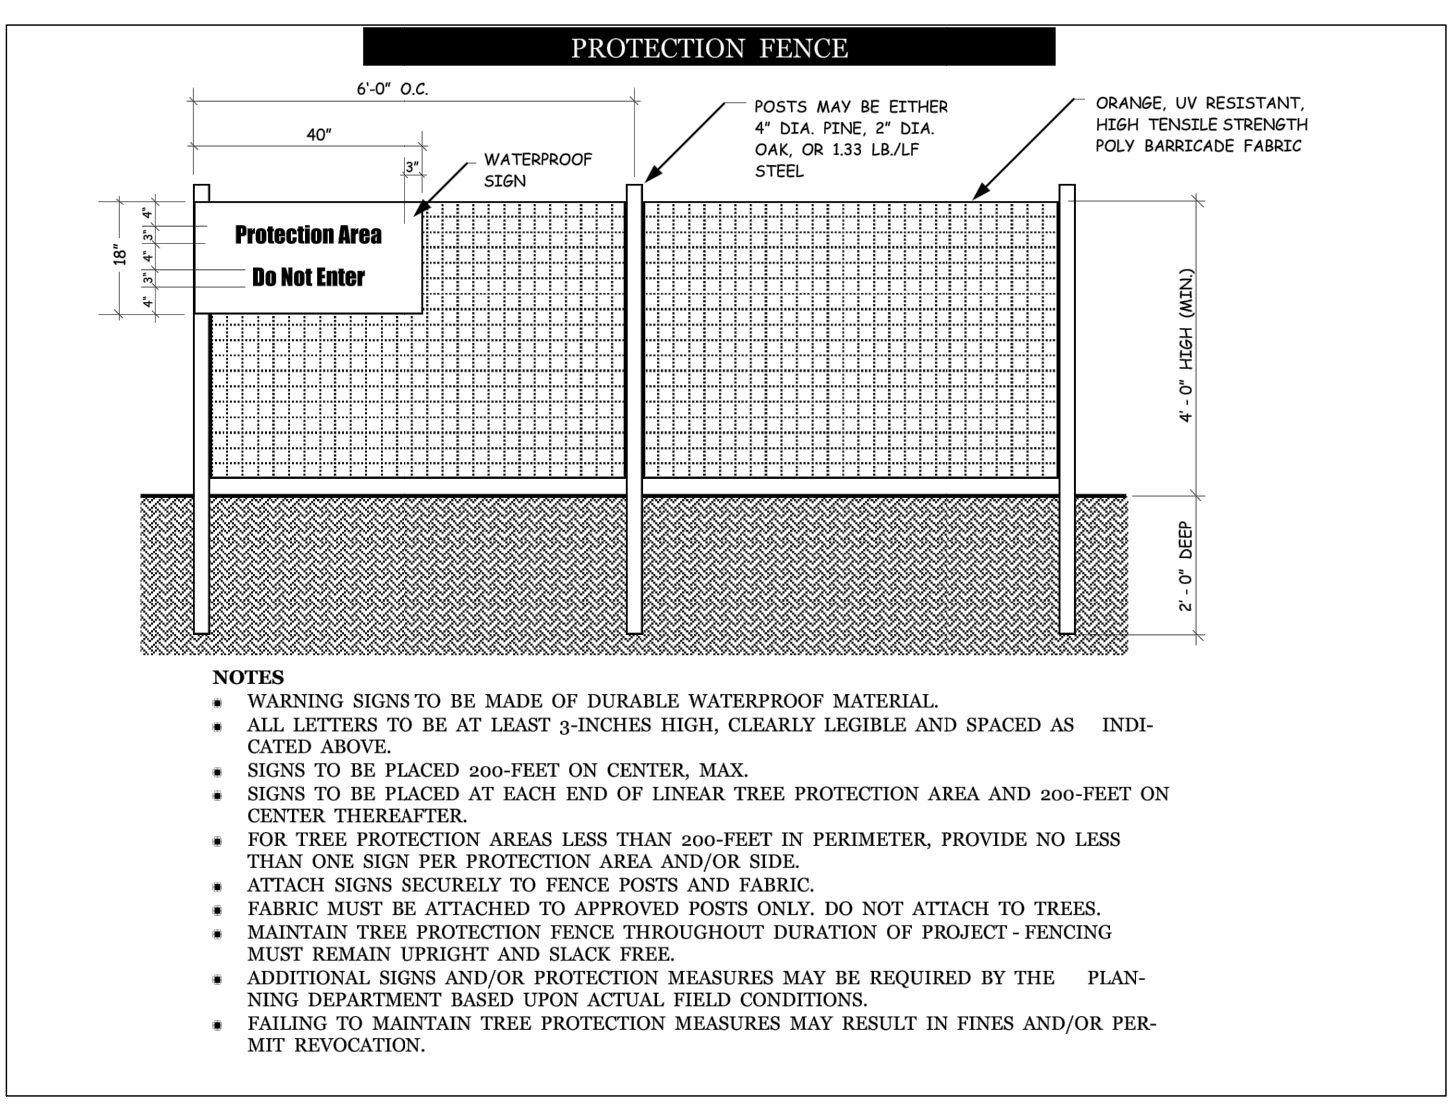 PROTECTION FENCE
6'-0" O.C.
40"
3"
WATERPROOF
SIGN
POSTS MAY BE EITHER
4" DIA. PINE, 2" DIA.
OAK, OR 1.33 LB./LF
STEEL
ORANGE, UV RESISTANT,
HIGH TENSILE STRENGTH
POLY BARRICADE FABRIC
18"
4"
3"
4"
3"
4"
Protection Area
Do Not Enter
4' - 0" HIGH (MIN.)
2' - 0" DEEP
NOTES
WARNING SIGNS TO BE MADE OF DURABLE WATERPROOF MATERIAL.
ALL LETTERS TO BE AT LEAST 3-INCHES HIGH, CLEARLY LEGIBLE AND SPACED AS INDI-
CATED ABOVE.
SIGNS TO BE PLACED 200-FEET ON CENTER, MAX.
SIGNS TO BE PLACED AT EACH END OF LINEAR TREE PROTECTION AREA AND 200-FEET ON
CENTER THEREAFTER.
FOR TREE PROTECTION AREAS LESS THAN 200-FEET IN PERIMETER, PROVIDE NO LESS
THAN ONE SIGN PER PROTECTION AREA AND/OR SIDE.
ATTACH SIGNS SECURELY TO FENCE POSTS AND FABRIC.
FABRIC MUST BE ATTACHED TO APPROVED POSTS ONLY. DO NOT ATTACH TO TREES.
MAINTAIN TREE PROTECTION FENCE THROUGHOUT DURATION OF PROJECT - FENCING
MUST REMAIN UPRIGHT AND SLACK FREE.
ADDITIONAL SIGNS AND/OR PROTECTION MEASURES MAY BE REQUIRED BY THE PLAN-
NING DEPARTMENT BASED UPON ACTUAL FIELD CONDITIONS.
FAILING TO MAINTAIN TREE PROTECTION MEASURES MAY RESULT IN FINES AND/OR PER-
MIT REVOCATION.